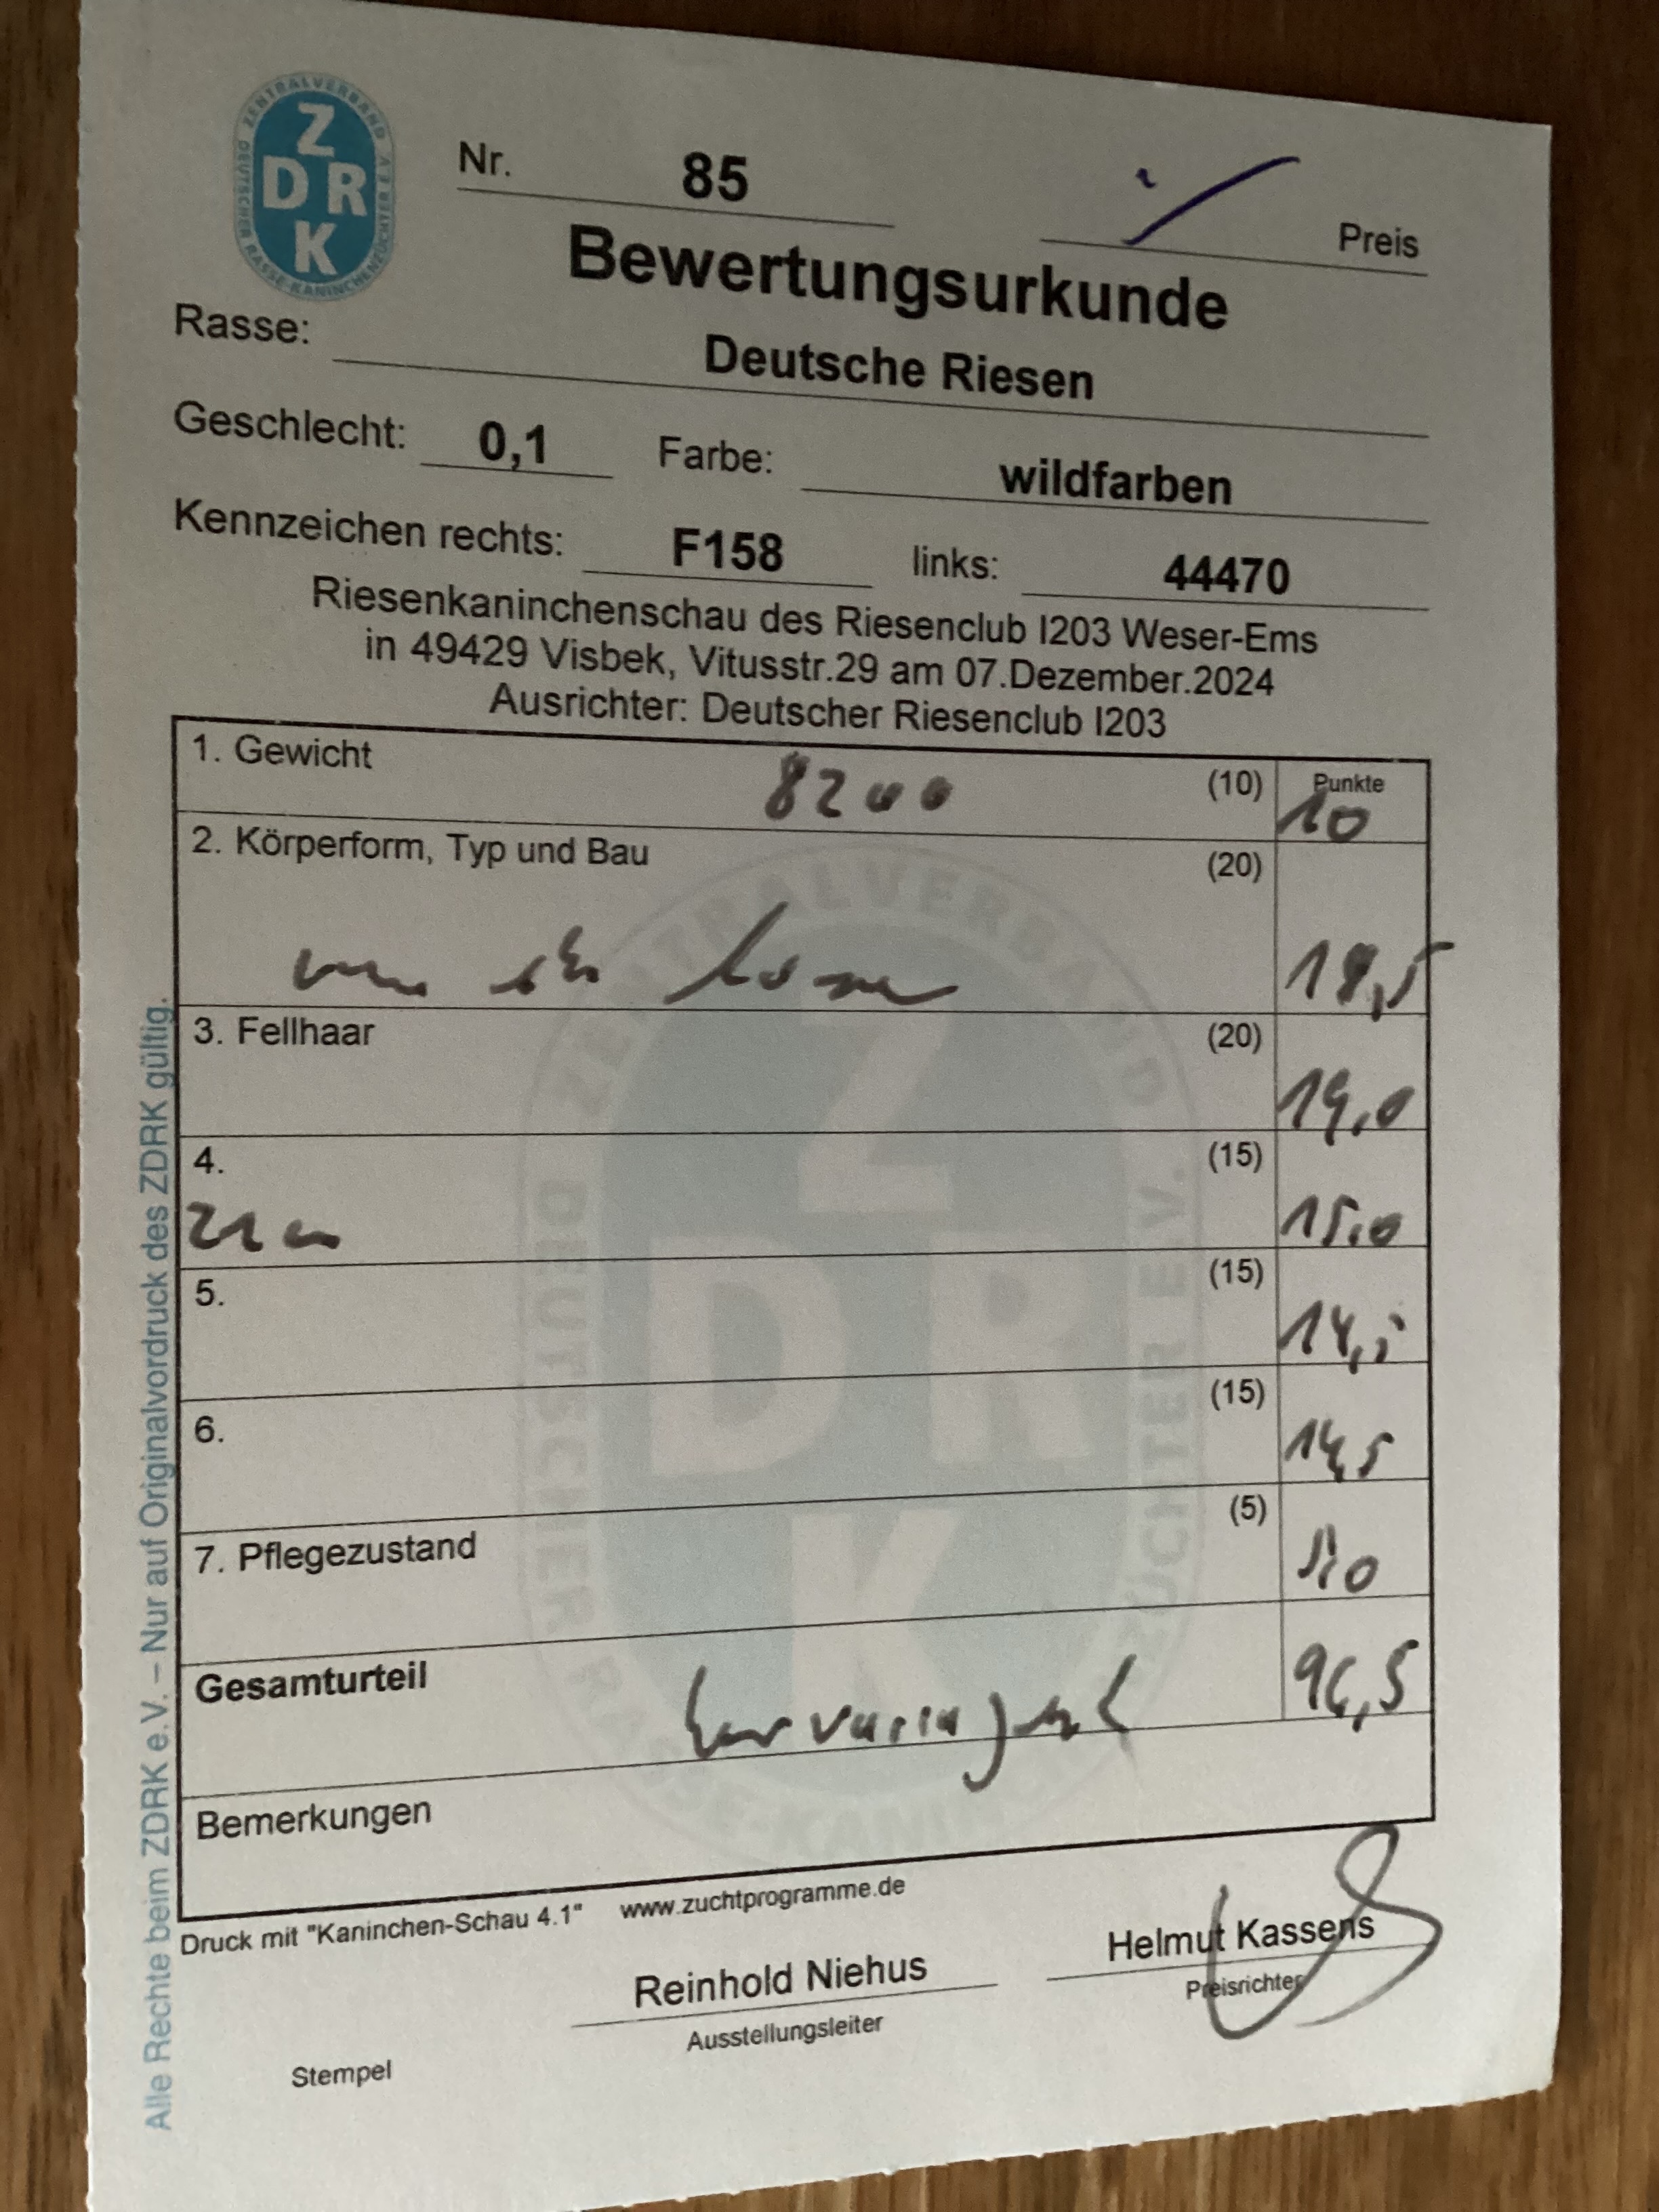 ZENTRALVERBAND DEUTSCHER RASSE-KANINCHENZÜCHTER E.V.
ZDRK
Nr. 85
Preis
Bewertungsurkunde
Rasse: Deutsche Riesen
Geschlecht: 0,1 Farbe: wildfarben
Kennzeichen rechts: F158 links: 44470
Riesenkaninchenschau des Riesenclub I203 Weser-Ems
in 49429 Visbek, Vitusstr.29 am 07.Dezember.2024
Ausrichter: Deutscher Riesenclub I203
1. Gewicht 8200 (10) Punkte 10
2. Körperform, Typ und Bau (20)
18,5
3. Fellhaar (20)
19,0
4. (15)
21 cm 15,0
5. (15)
14,5
6. (15)
14,5
7. Pflegezustand (5)
5,0
Gesamturteil hervorragend 96,5
Bemerkungen
Druck mit "Kaninchen-Schau 4.1" www.zuchtprogramme.de
Reinhold Niehus
Ausstellungsleiter
Helmut Kassens
Preisrichter
Stempel
Alle Rechte beim ZDRK e.V. – Nur auf Originalvordruck des ZDRK gültig.